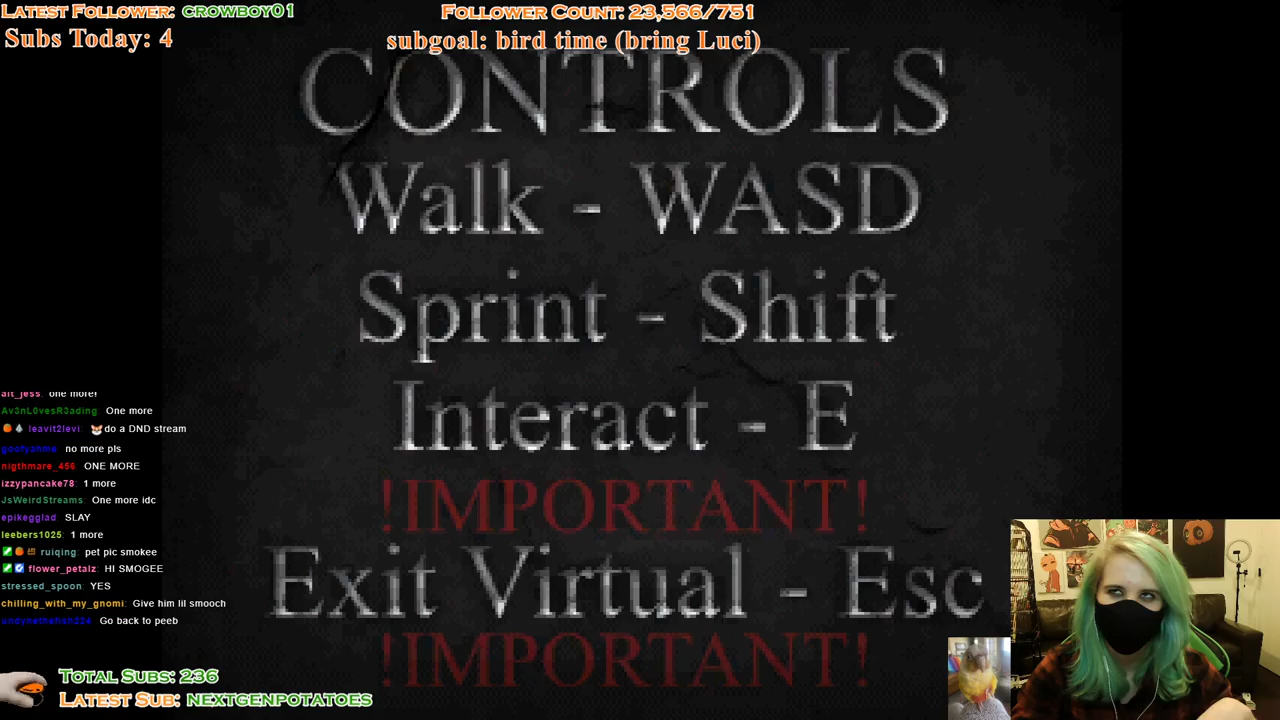 Latest Follower: crowboy01
Follower Count: 23,566/751
Subs Today: 4
subgoal: bird time (bring Luci)
CONTROLS
Walk - WASD
Sprint - Shift
Interact - E
!IMPORTANT!
Exit Virtual - Esc
!IMPORTANT!
alt_jess: one more!
Av3nL0vesR3ading: One more
leavit2levi: do a DND stream
goofyahme: no more pls
nigthmare_456: ONE MORE
izzypancake78: 1 more
JsWeirdStreams: One more idc
epikegglad: SLAY
leebers1025: 1 more
ruiqing: pet pic smokee
flower_petalz: HI SMOGEE
stressed_spoon: YES
chilling_with_my_gnomi: Give him lil smooch
undynethefish224: Go back to peeb
Total Subs: 236
Latest Sub: nextgenpotatoes